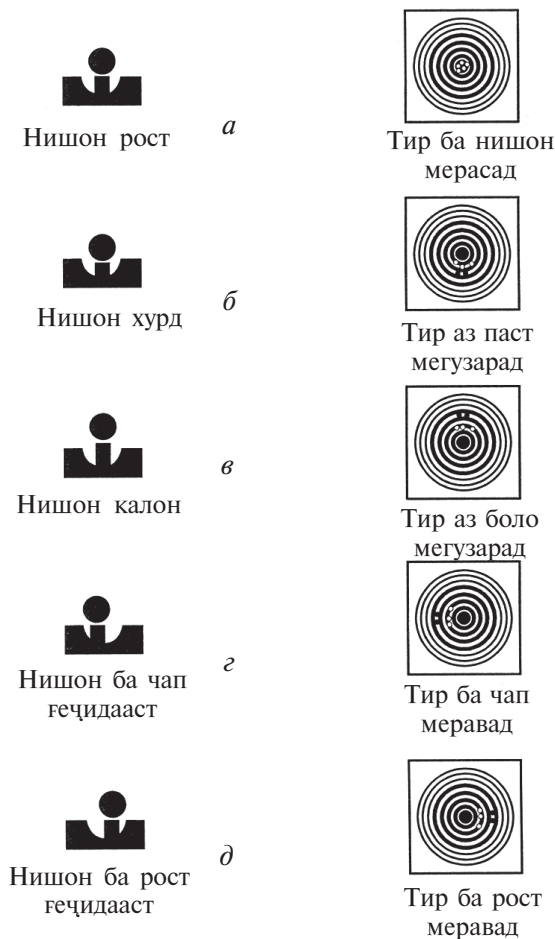 Нишон рост
а
Тир ба нишон
мерасад
Нишон хурд
б
Тир аз паст
мегузарад
Нишон калон
в
Тир аз боло
мегузарад
Нишон ба чап
ғеҷидааст
г
Тир ба чап
меравад
Нишон ба рост
ғеҷидааст
д
Тир ба рост
меравад